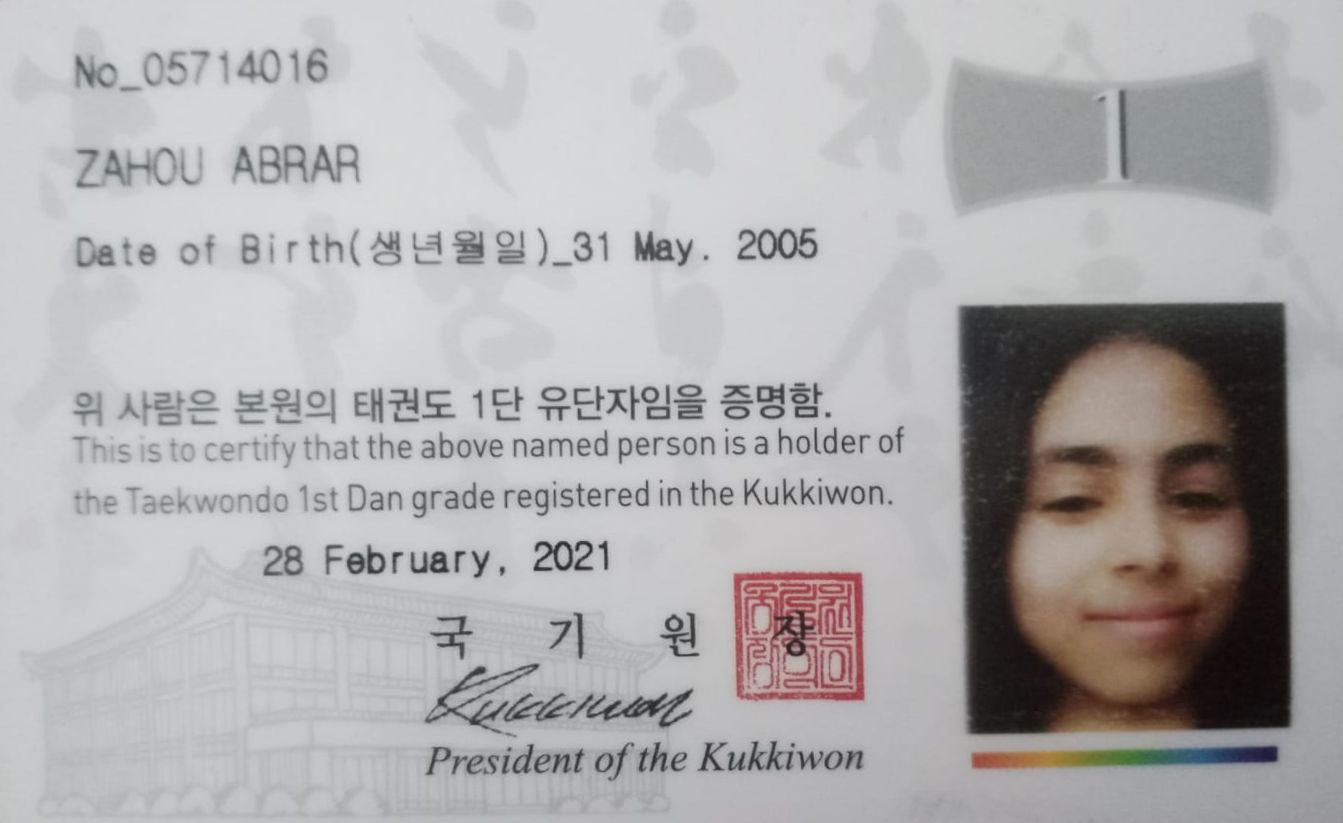 No_05714016
1
ZAHOU ABRAR
Date of Birth(생년월일)_31 May. 2005
위 사람은 본원의 태권도 1단 유단자임을 증명함.
This is to certify that the above named person is a holder of
the Taekwondo 1st Dan grade registered in the Kukkiwon.
28 February, 2021
국 기 원 장
Kukkiwon
President of the Kukkiwon